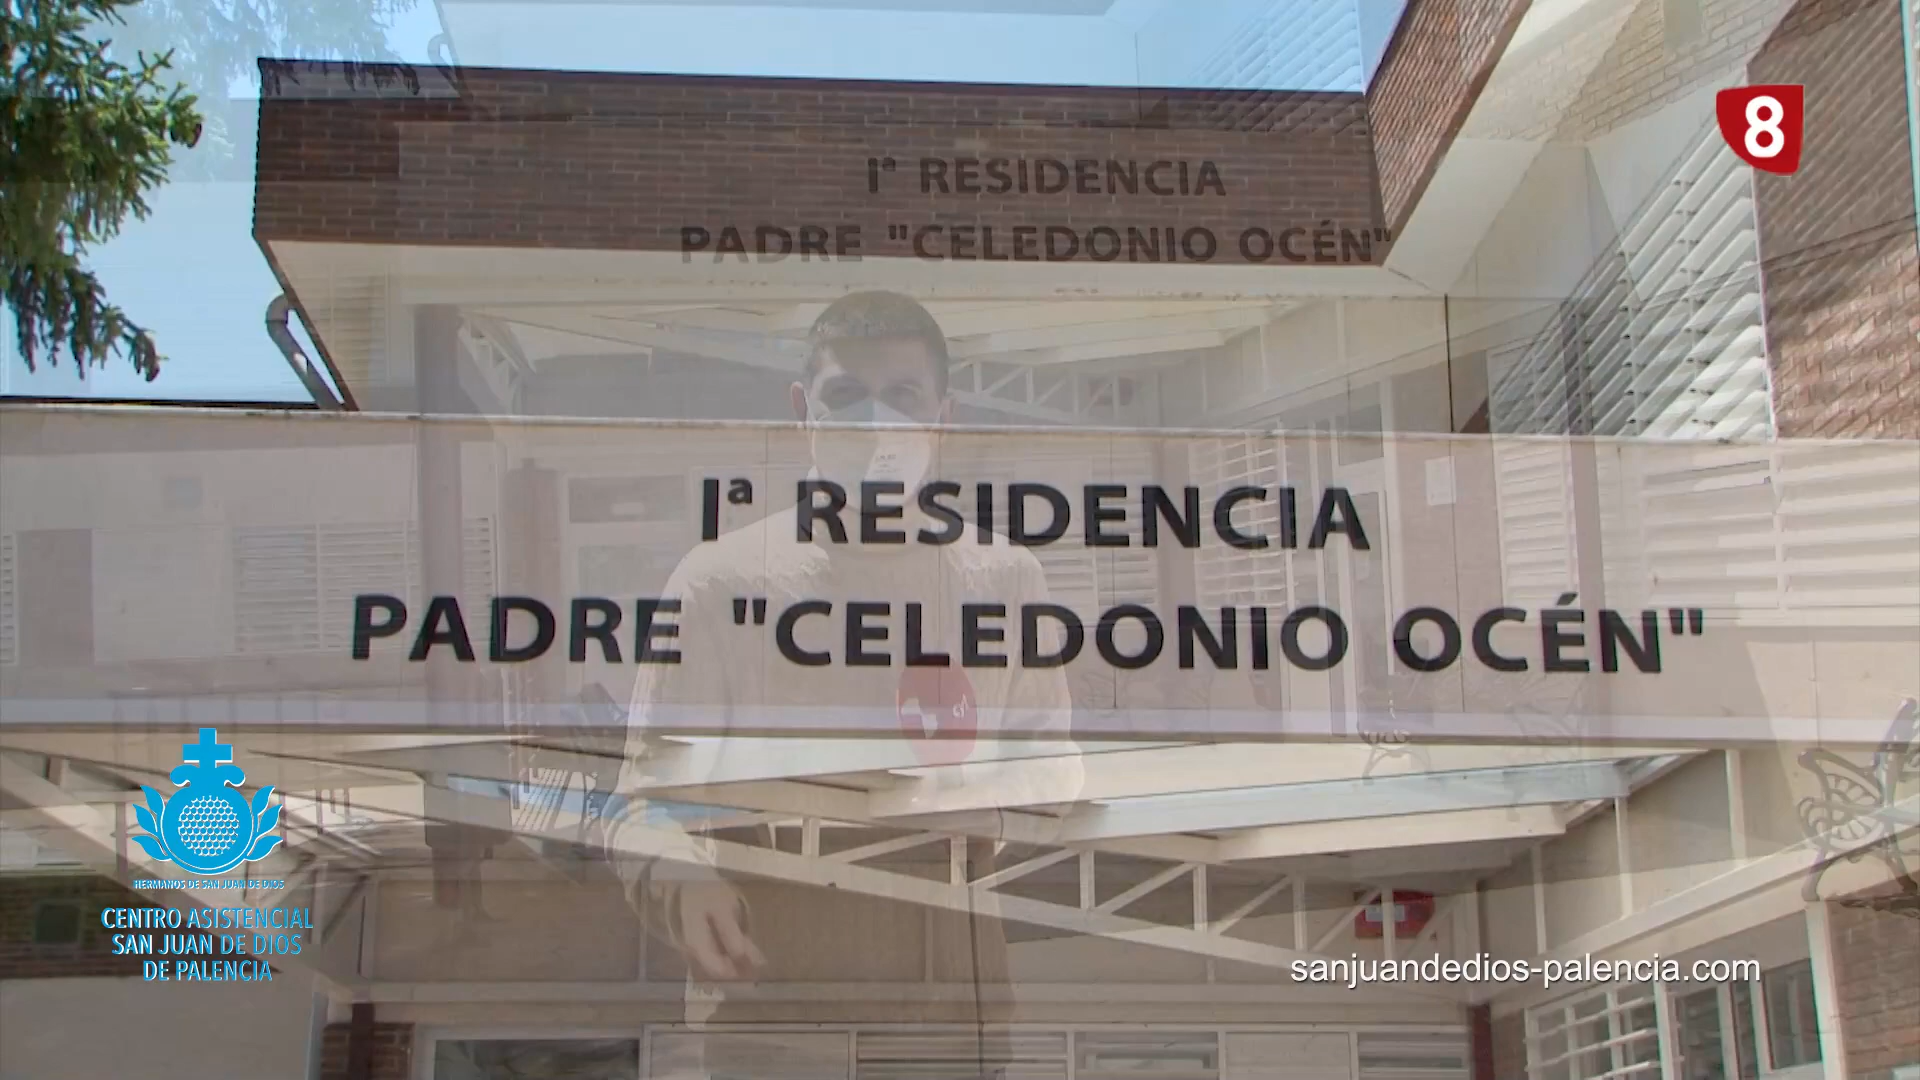 8
Iª RESIDENCIA
PADRE "CELEDONIO OCÉN"
Iª RESIDENCIA
PADRE "CELEDONIO OCÉN"
HERMANOS DE SAN JUAN DE DIOS
CENTRO ASISTENCIAL
SAN JUAN DE DIOS
DE PALENCIA
sanjuandedios-palencia.com